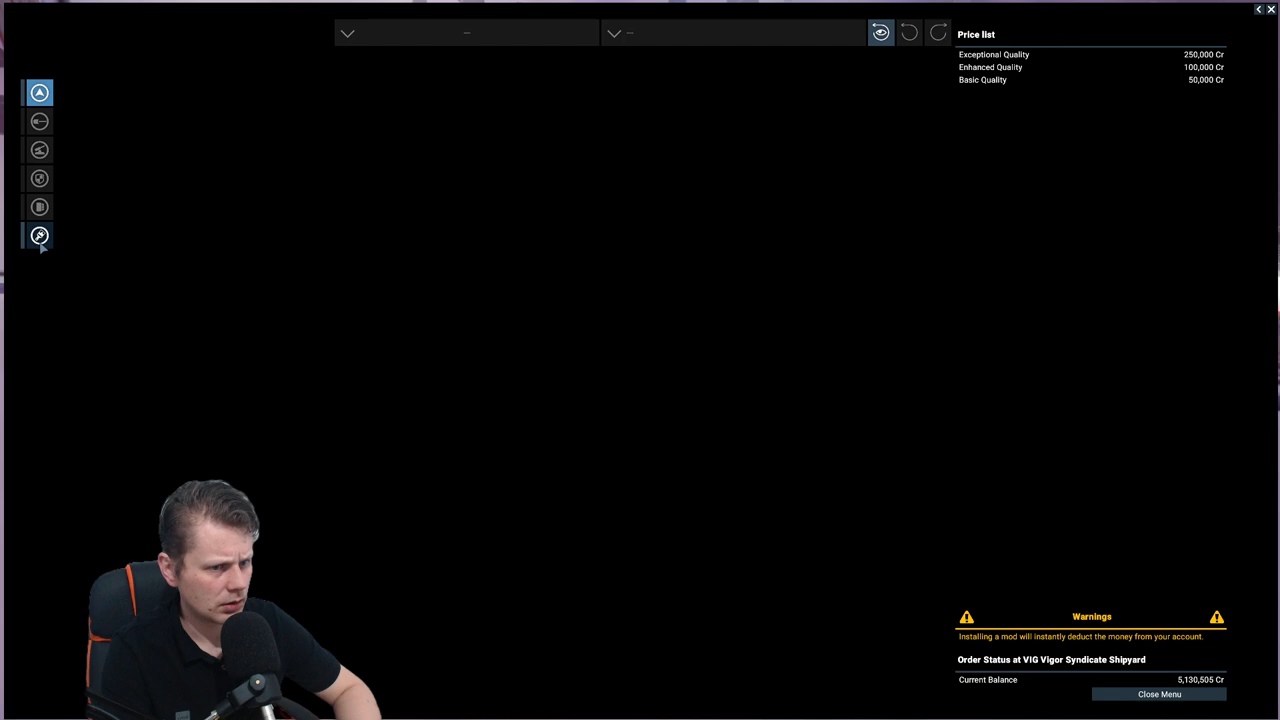 --
--
Price list
Exceptional Quality 250,000 Cr
Enhanced Quality 100,000 Cr
Basic Quality 50,000 Cr
Warnings
Installing a mod will instantly deduct the money from your account.
Order Status at VIG Vigor Syndicate Shipyard
Current Balance 5,130,505 Cr
Close Menu